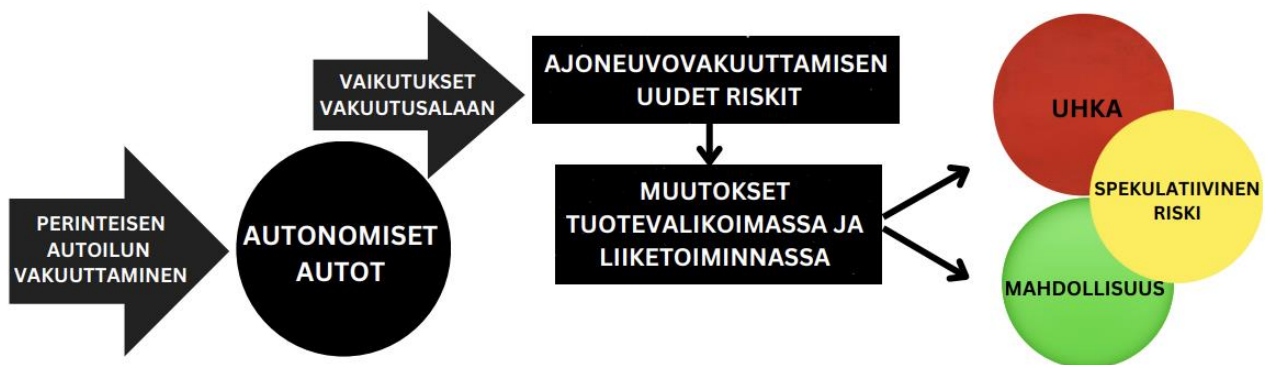 PERINTEISEN
AUTOILUN
VAKUUTTAMINEN
AUTONOMISET
AUTOT
VAIKUTUKSET
VAKUUTUSALAAN
AJONEUVOVAKUUTTAMISEN
UUDET RISKIT
MUUTOKSET
TUOTEVALIKOIMASSA JA
LIIKETOIMINNASSA
UHKA
SPEKULATIIVINEN
RISKI
MAHDOLLISUUS